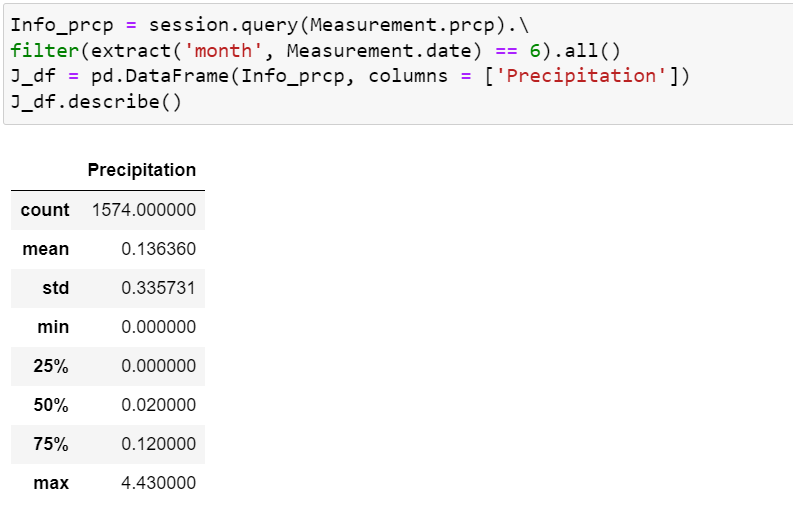 Info_prcp = session.query(Measurement.prcp).\
filter(extract('month', Measurement.date) == 6).all()
J_df = pd.DataFrame(Info_prcp, columns = ['Precipitation'])
J_df.describe()
Precipitation
count 1574.000000
mean 0.136360
std 0.335731
min 0.000000
25% 0.000000
50% 0.020000
75% 0.120000
max 4.430000